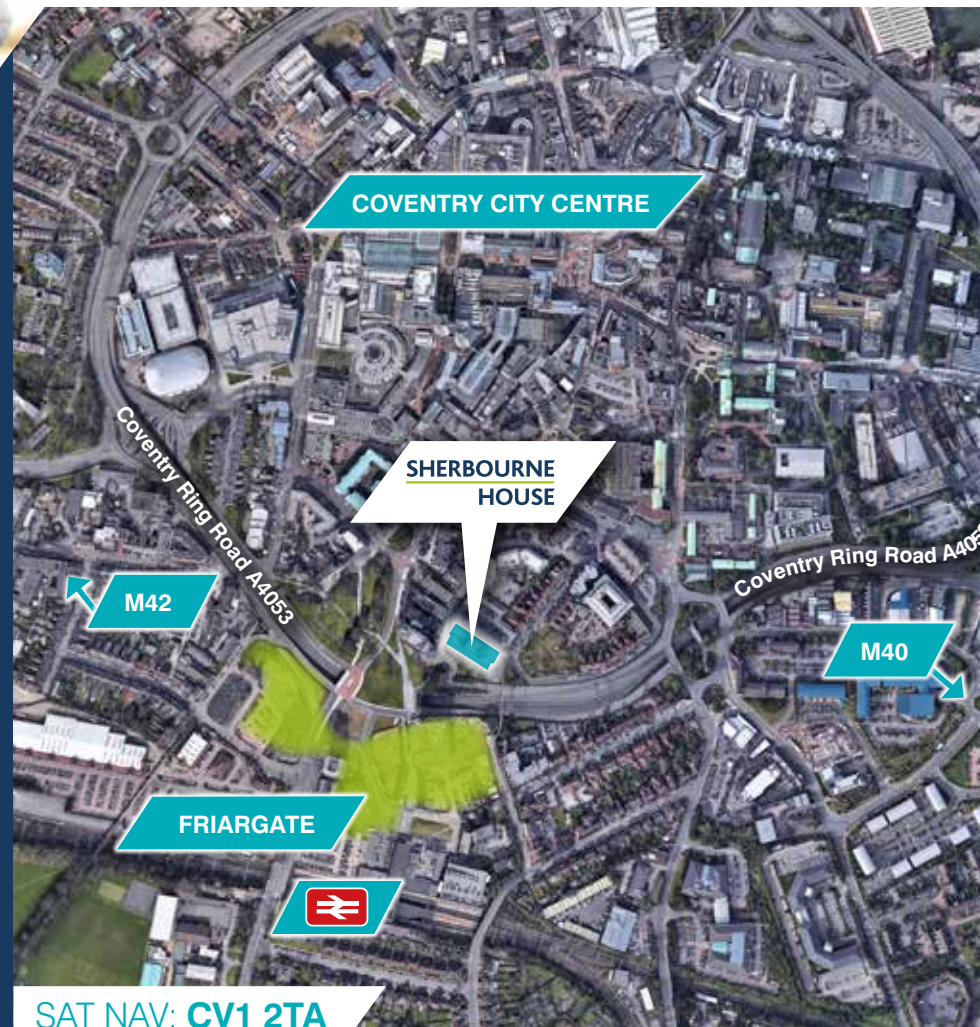 COVENTRY CITY CENTRE
SHERBOURNE
HOUSE
Coventry Ring Road A4053
Coventry Ring Road A405
M42
M40
FRIARGATE
SAT NAV: CV1 2TA